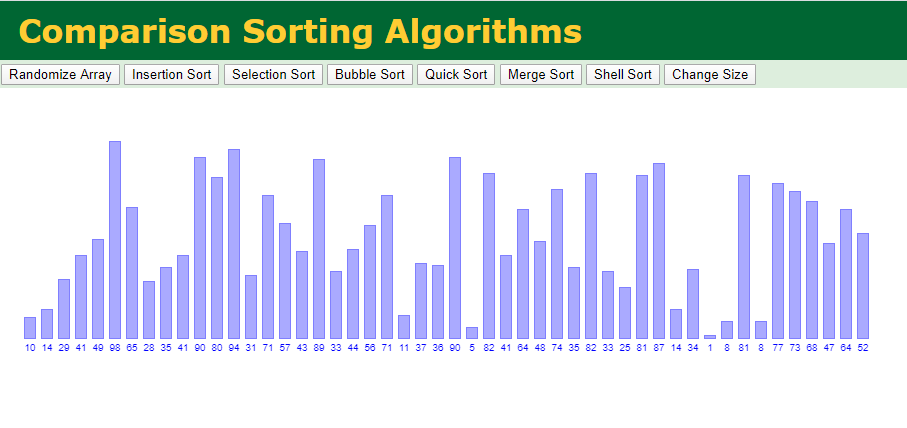 Comparison Sorting Algorithms
Randomize Array Insertion Sort Selection Sort Bubble Sort Quick Sort Merge Sort Shell Sort Change Size
10 14 29 41 49 98 65 28 35 41 90 80 94 31 71 57 43 89 33 44 56 71 11 37 36 90 5 82 41 64 48 74 35 82 33 25 81 87 14 34 1 8 81 8 77 73 68 47 64 52